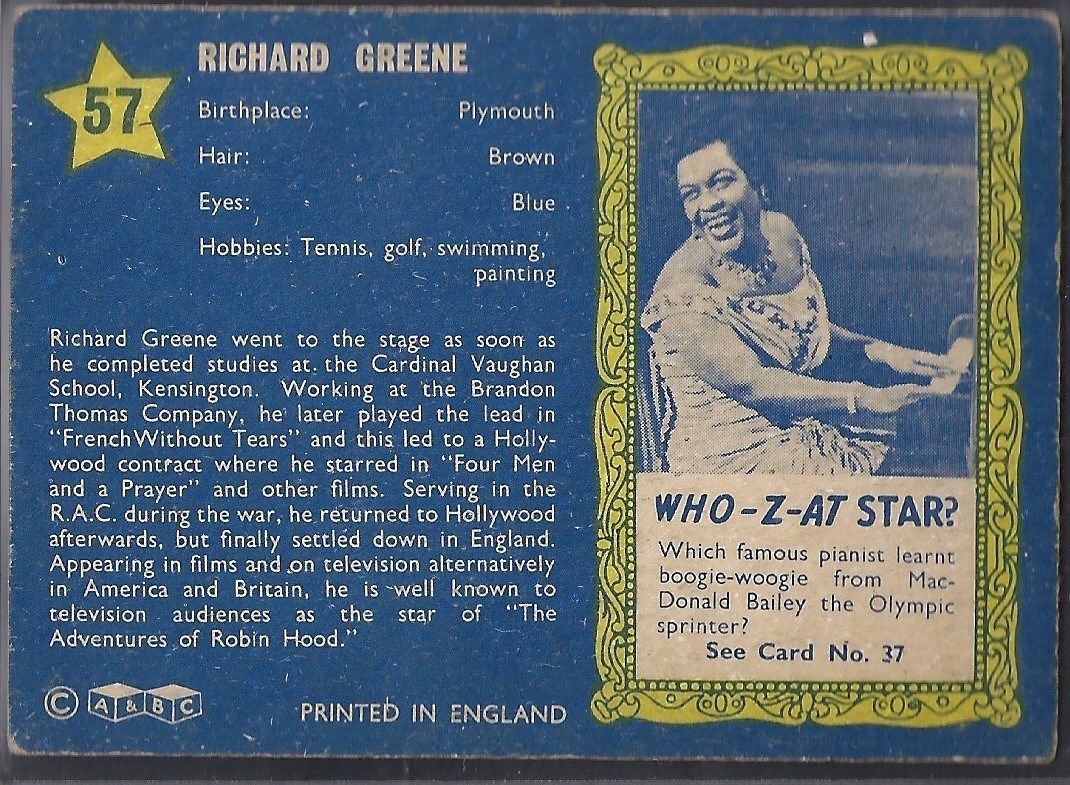 57
RICHARD GREENE
Birthplace: Plymouth
Hair: Brown
Eyes: Blue
Hobbies: Tennis, golf, swimming,
painting
Richard Greene went to the stage as soon as
he completed studies at the Cardinal Vaughan
School, Kensington. Working at the Brandon
Thomas Company, he later played the lead in
"French Without Tears" and this led to a Holly-
wood contract where he starred in "Four Men
and a Prayer" and other films. Serving in the
R.A.C. during the war, he returned to Hollywood
afterwards, but finally settled down in England.
Appearing in films and on television alternatively
in America and Britain, he is well known to
television audiences as the star of "The
Adventures of Robin Hood."
© A & B C
PRINTED IN ENGLAND
WHO-Z-AT STAR?
Which famous pianist learnt
boogie-woogie from Mac-
Donald Bailey the Olympic
sprinter?
See Card No. 37